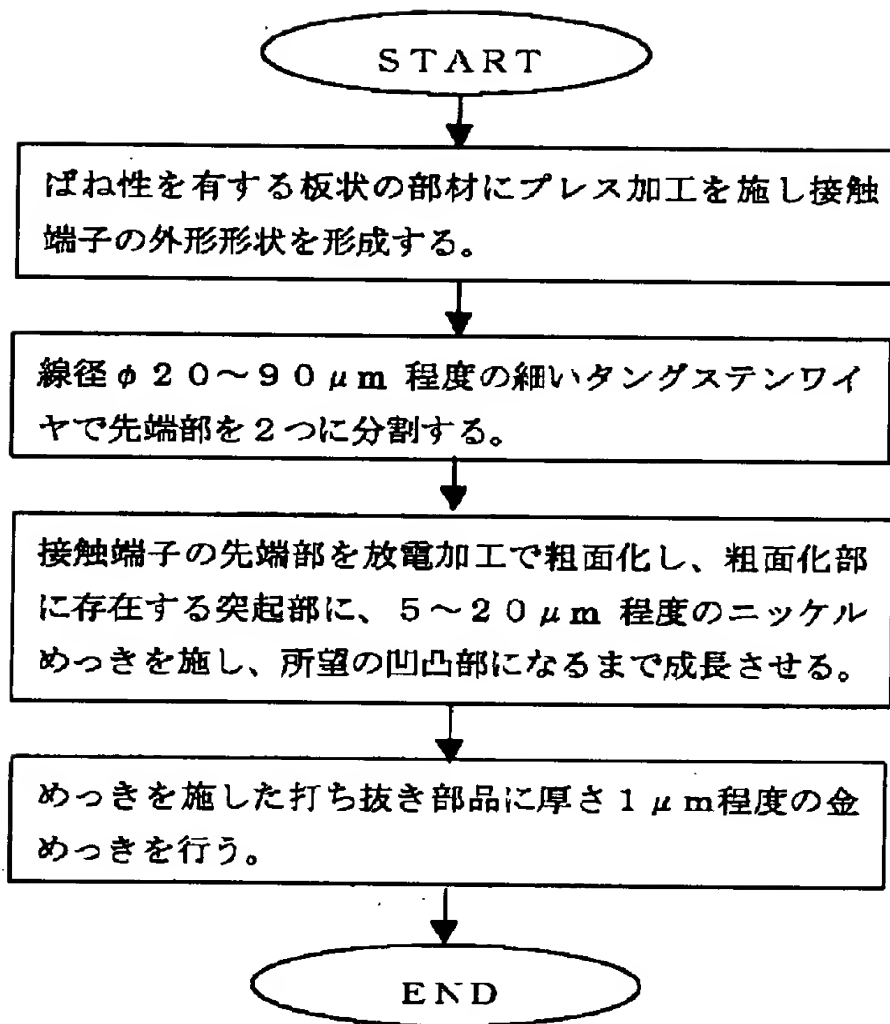 START
ばね性を有する板状の部材にプレス加工を施し接触
端子の外形形状を形成する。
線径φ20～90μm 程度の細いタングステンワイ
ヤで先端部を2つに分割する。
接触端子の先端部を放電加工で粗面化し、粗面化部
に存在する突起部に、5～20μm 程度のニッケル
めっきを施し、所望の凹凸部になるまで成長させる。
めっきを施した打ち抜き部品に厚さ1μm程度の金
めっきを行う。
END